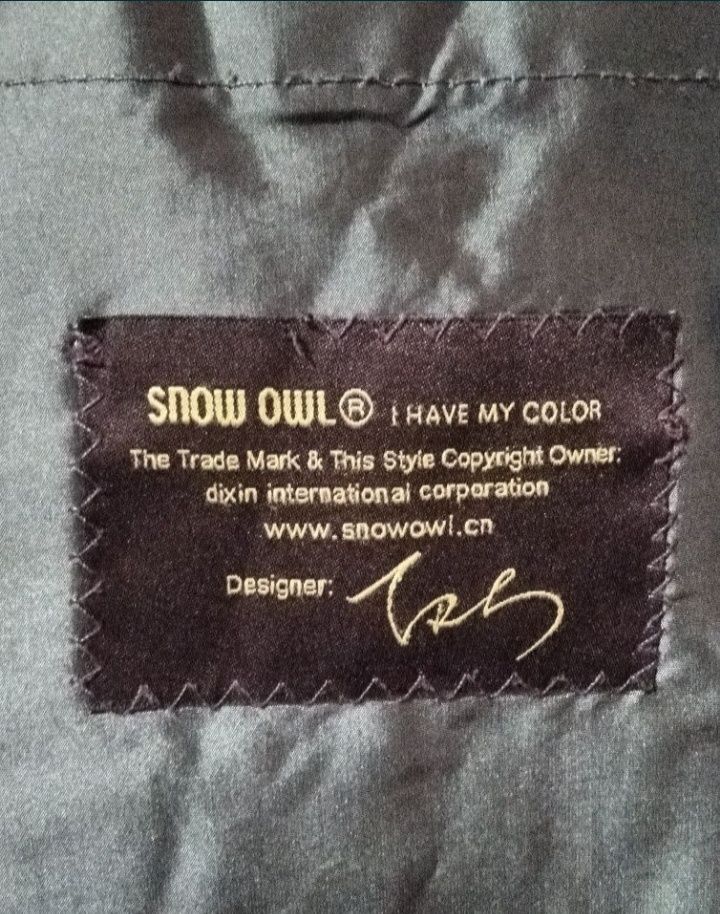 SNOW OWL® I HAVE MY COLOR
The Trade Mark & This Style Copyright Owner:
dixin international corporation
www.snowowl.cn
Designer: